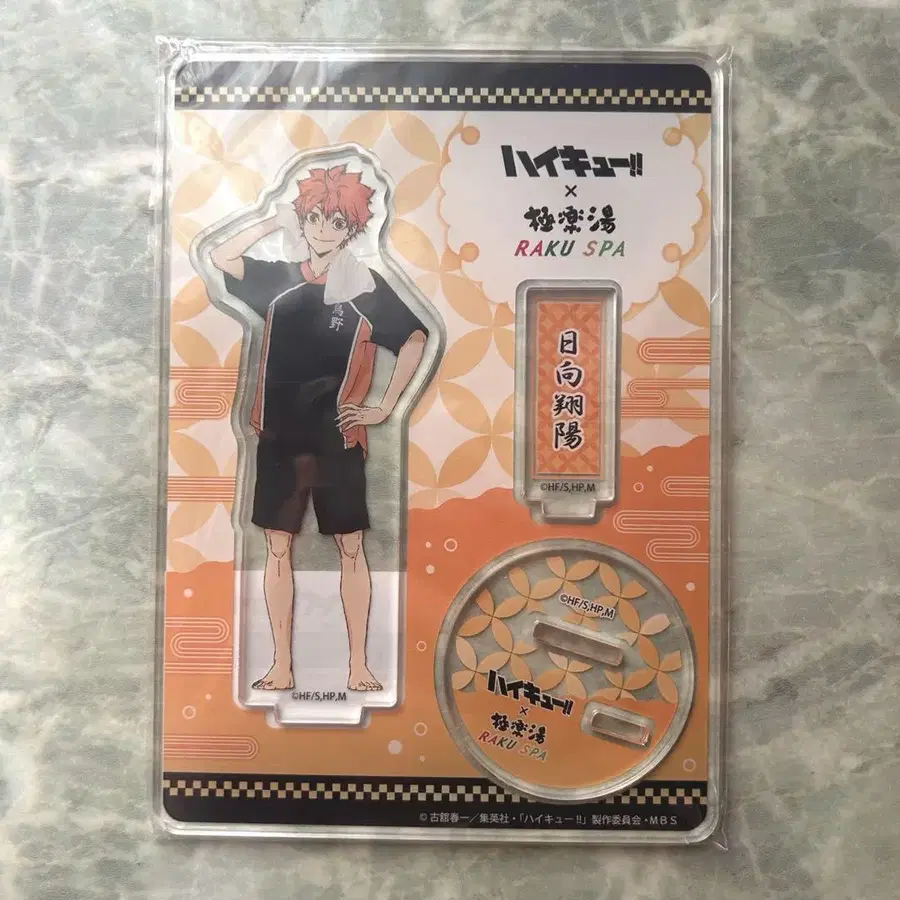 ハイキュー!!
×
極楽湯
RAKU SPA
烏野
日向翔陽
©HF/S,HP,M
©HF/S,HP,M
©HF/S,HP,M
ハイキュー!!
×
極楽湯
RAKU SPA
©古舘春一／集英社・「ハイキュー!!」製作委員会・MBS